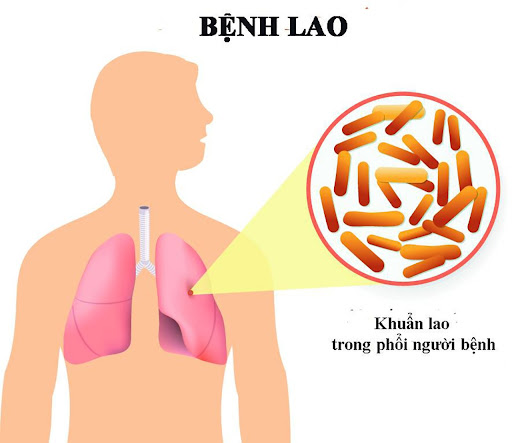 BỆNH LAO
Khuẩn lao
trong phổi người bệnh